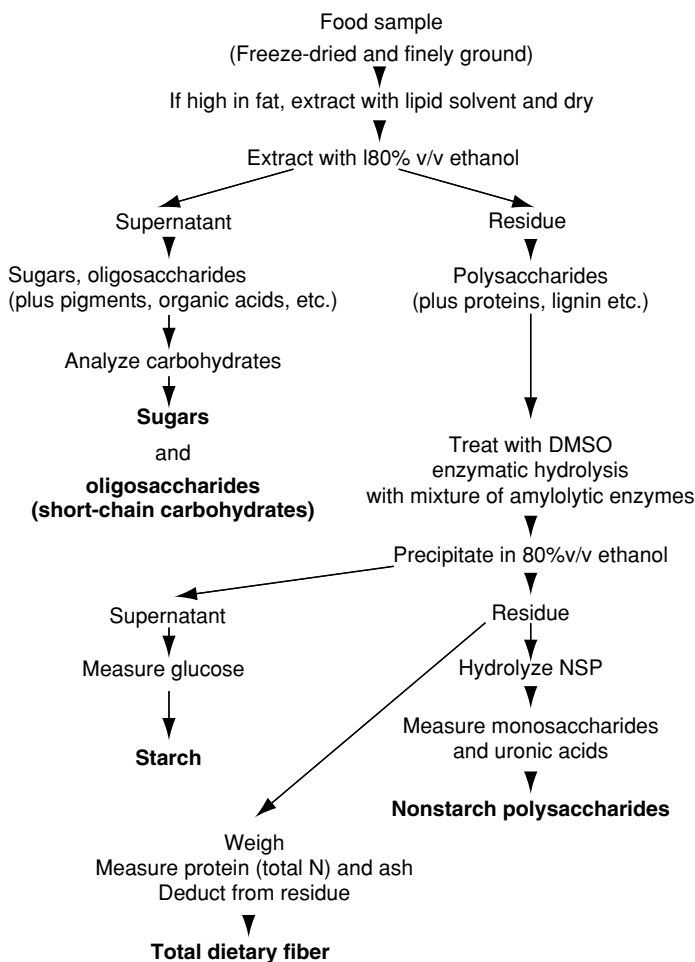 Food sample
(Freeze-dried and finely ground)
If high in fat, extract with lipid solvent and dry
Extract with l80% v/v ethanol
Supernatant
Residue
Sugars, oligosaccharides
(plus pigments, organic acids, etc.)
Polysaccharides
(plus proteins, lignin etc.)
Analyze carbohydrates
Sugars
and
oligosaccharides
(short-chain carbohydrates)
Treat with DMSO
enzymatic hydrolysis
with mixture of amylolytic enzymes
Precipitate in 80%v/v ethanol
Supernatant
Residue
Measure glucose
Hydrolyze NSP
Starch
Measure monosaccharides
and uronic acids
Nonstarch polysaccharides
Weigh
Measure protein (total N) and ash
Deduct from residue
Total dietary fiber